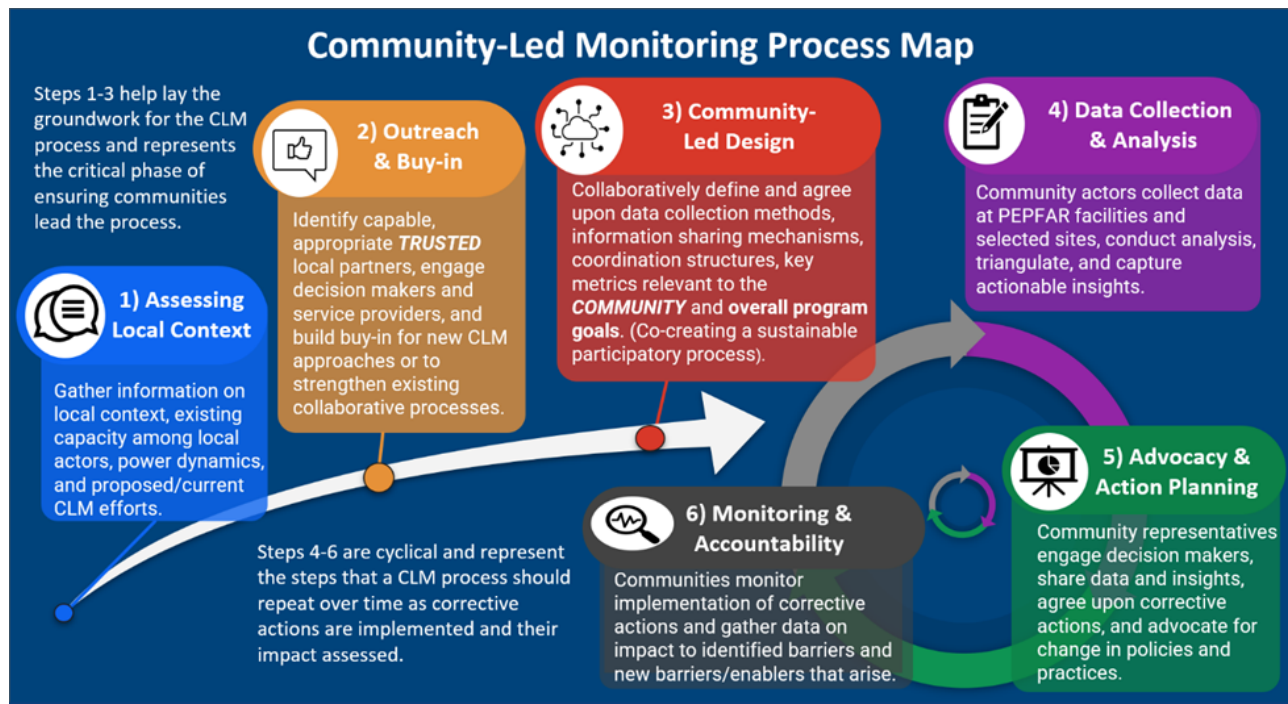 Community-Led Monitoring Process Map
Steps 1-3 help lay the
groundwork for the CLM
process and represents
the critical phase of
ensuring communities
lead the process.
1) Assessing
Local Context
Gather information on
local context, existing
capacity among local
actors, power dynamics,
and proposed/current
CLM efforts.
2) Outreach
& Buy-in
Identify capable,
appropriate TRUSTED
local partners, engage
decision makers and
service providers, and
build buy-in for new CLM
approaches or to
strengthen existing
collaborative processes.
3) Community-
Led Design
Collaboratively define and agree
upon data collection methods,
information sharing mechanisms,
coordination structures, key
metrics relevant to the
COMMUNITY and overall program
goals. (Co-creating a sustainable
participatory process).
4) Data Collection
& Analysis
Community actors collect data
at PEPFAR facilities and
selected sites, conduct analysis,
triangulate, and capture
actionable insights.
5) Advocacy &
Action Planning
Community representatives
engage decision makers,
share data and insights,
agree upon corrective
actions, and advocate for
change in policies and
practices.
6) Monitoring &
Accountability
Communities monitor
implementation of corrective
actions and gather data on
impact to identified barriers and
new barriers/enablers that arise.
Steps 4-6 are cyclical and represent
the steps that a CLM process should
repeat over time as corrective
actions are implemented and their
impact assessed.